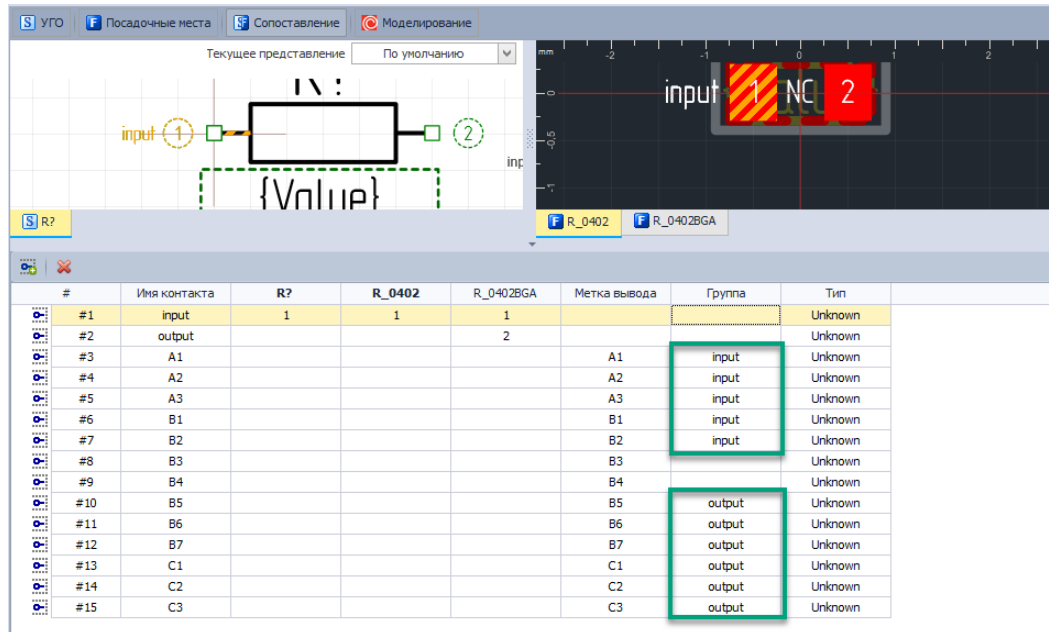 S УГО F Посадочные места SF Сопоставление Моделирование
Текущее представление По умолчанию
R?
input 1 2
{Value}
inp
S R?
mm -2 -1 0 1 2
0
-0.5
-1
input 1 NC 2
F R_0402 F R_0402BGA
# Имя контакта R? R_0402 R_0402BGA Метка вывода Группа Тип
#1 input 1 1 1 Unknown
#2 output 2 Unknown
#3 A1 A1 input Unknown
#4 A2 A2 input Unknown
#5 A3 A3 input Unknown
#6 B1 B1 input Unknown
#7 B2 B2 input Unknown
#8 B3 B3 Unknown
#9 B4 B4 Unknown
#10 B5 B5 output Unknown
#11 B6 B6 output Unknown
#12 B7 B7 output Unknown
#13 C1 C1 output Unknown
#14 C2 C2 output Unknown
#15 C3 C3 output Unknown